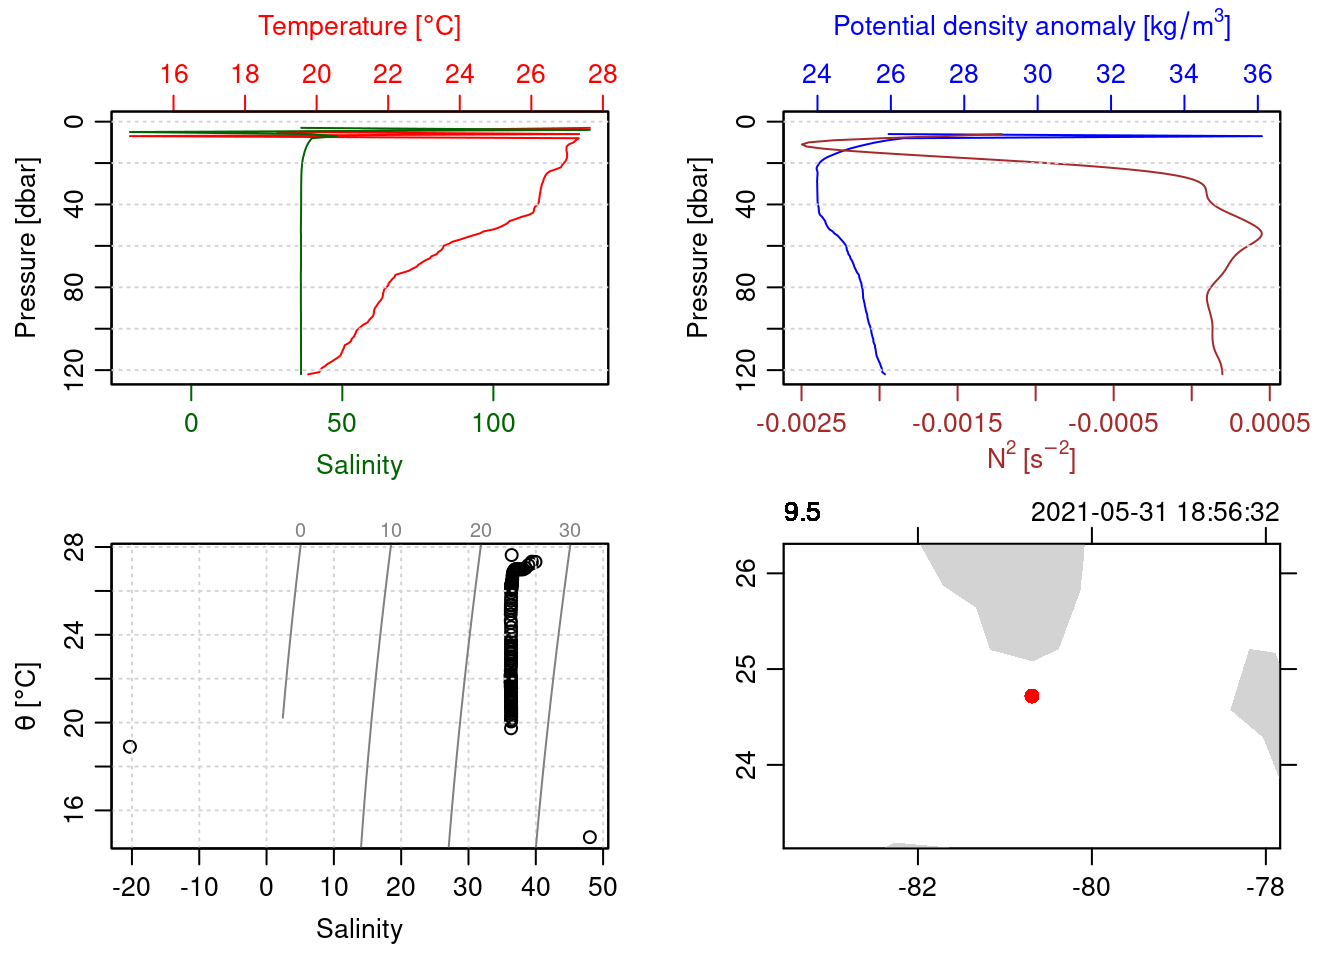 Temperature [°C]
16 18 20 22 24 26 28
Pressure [dbar]
0 40 80 120
0 50 100
Salinity
Potential density anomaly [kg/m³]
24 26 28 30 32 34 36
Pressure [dbar]
0 40 80 120
-0.0025 -0.0015 -0.0005 0.0005
N² [s⁻²]
0 10 20 30
θ [°C]
28 24 20 16
-20 -10 0 10 20 30 40 50
Salinity
9.5 2021-05-31 18:56:32
26 25 24
-82 -80 -78